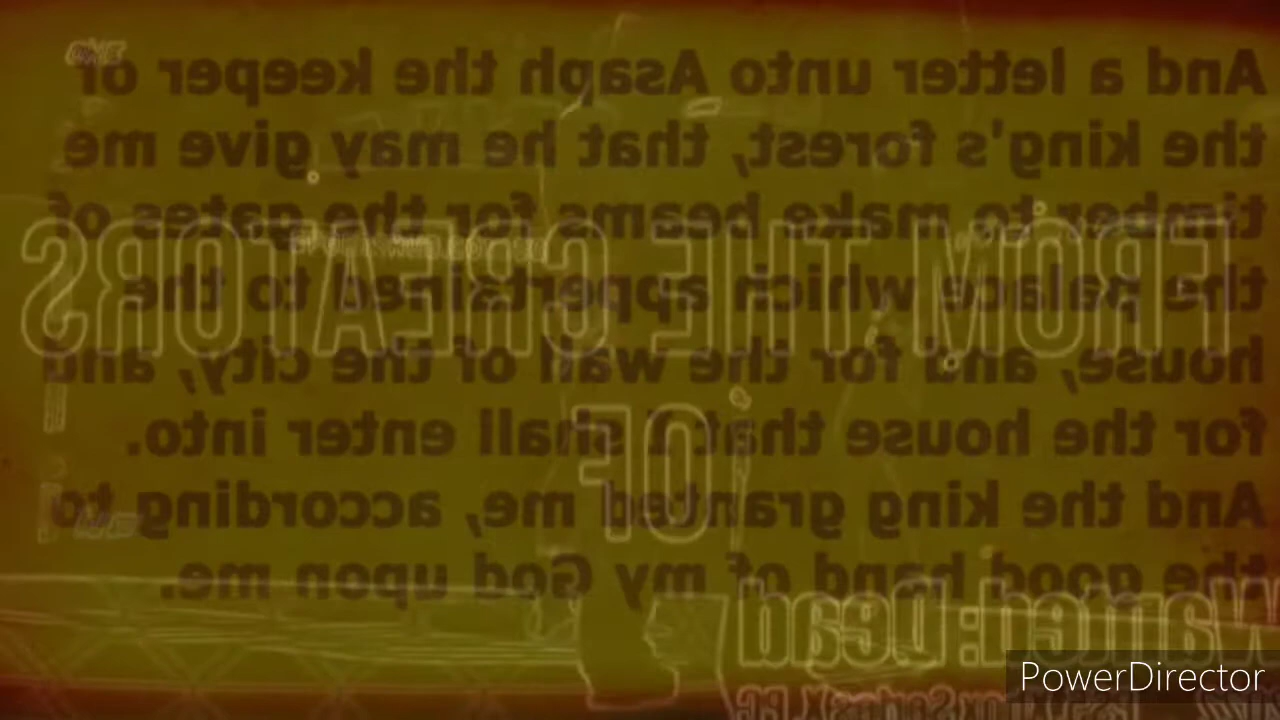 And a letter unto Asaph the keeper of
the king's forest, that he may give me
timber to make beams for the gates of
the palace which appertained to the
house, and for the wall of the city, and
for the house that I shall enter into.
And the king granted me, according to
the good hand of my God upon me.
FROM THE CREATORS
OF
Wanted: Dead
PowerDirector